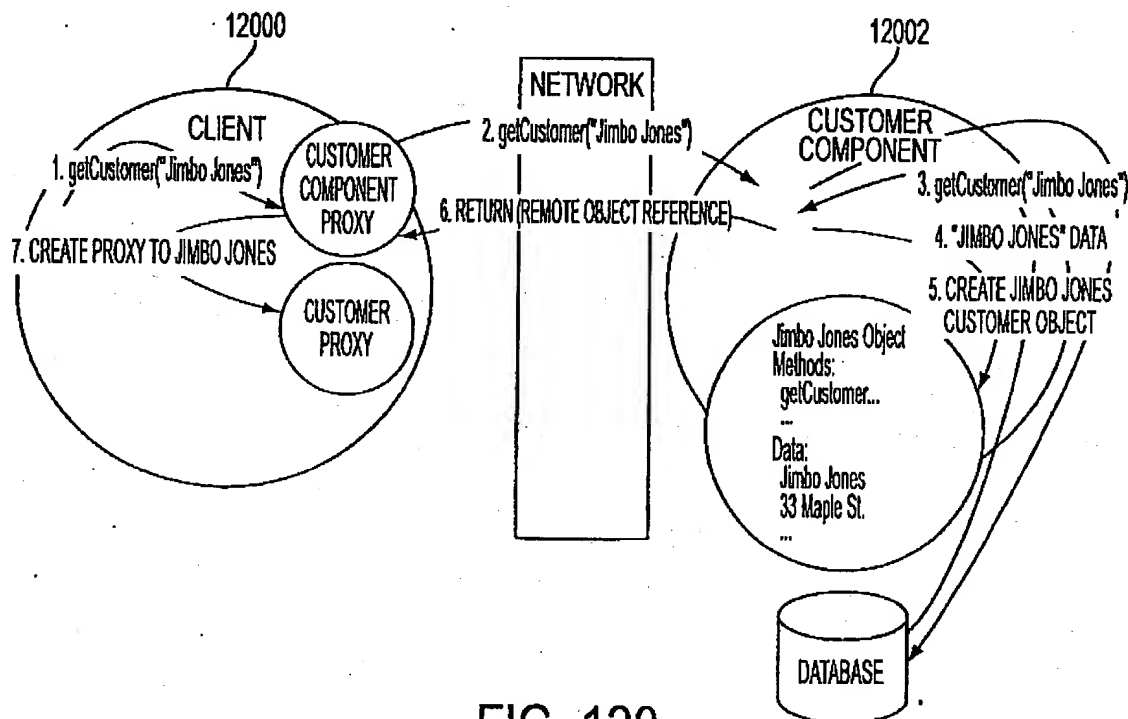 12000
12002
NETWORK
CLIENT
CUSTOMER
COMPONENT
PROXY
1. getCustomer("Jimbo Jones")
2. getCustomer("Jimbo Jones")
CUSTOMER
COMPONENT
3. getCustomer("Jimbo Jones")
6. RETURN (REMOTE OBJECT REFERENCE)
4. "JIMBO JONES" DATA
7. CREATE PROXY TO JIMBO JONES
5. CREATE JIMBO JONES
CUSTOMER OBJECT
CUSTOMER
PROXY
Jimbo Jones Object
Methods:
getCustomer...
...
Data:
Jimbo Jones
33 Maple St.
...
DATABASE
FIG. 120